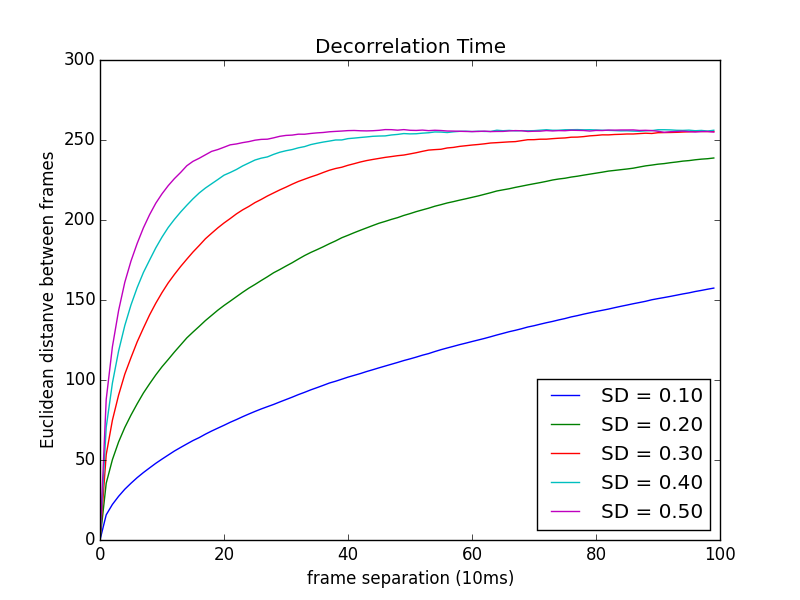 Decorrelation Time
Euclidean distanve between frames
300
250
200
150
100
50
0
0 20 40 60 80 100
frame separation (10ms)
SD = 0.10
SD = 0.20
SD = 0.30
SD = 0.40
SD = 0.50